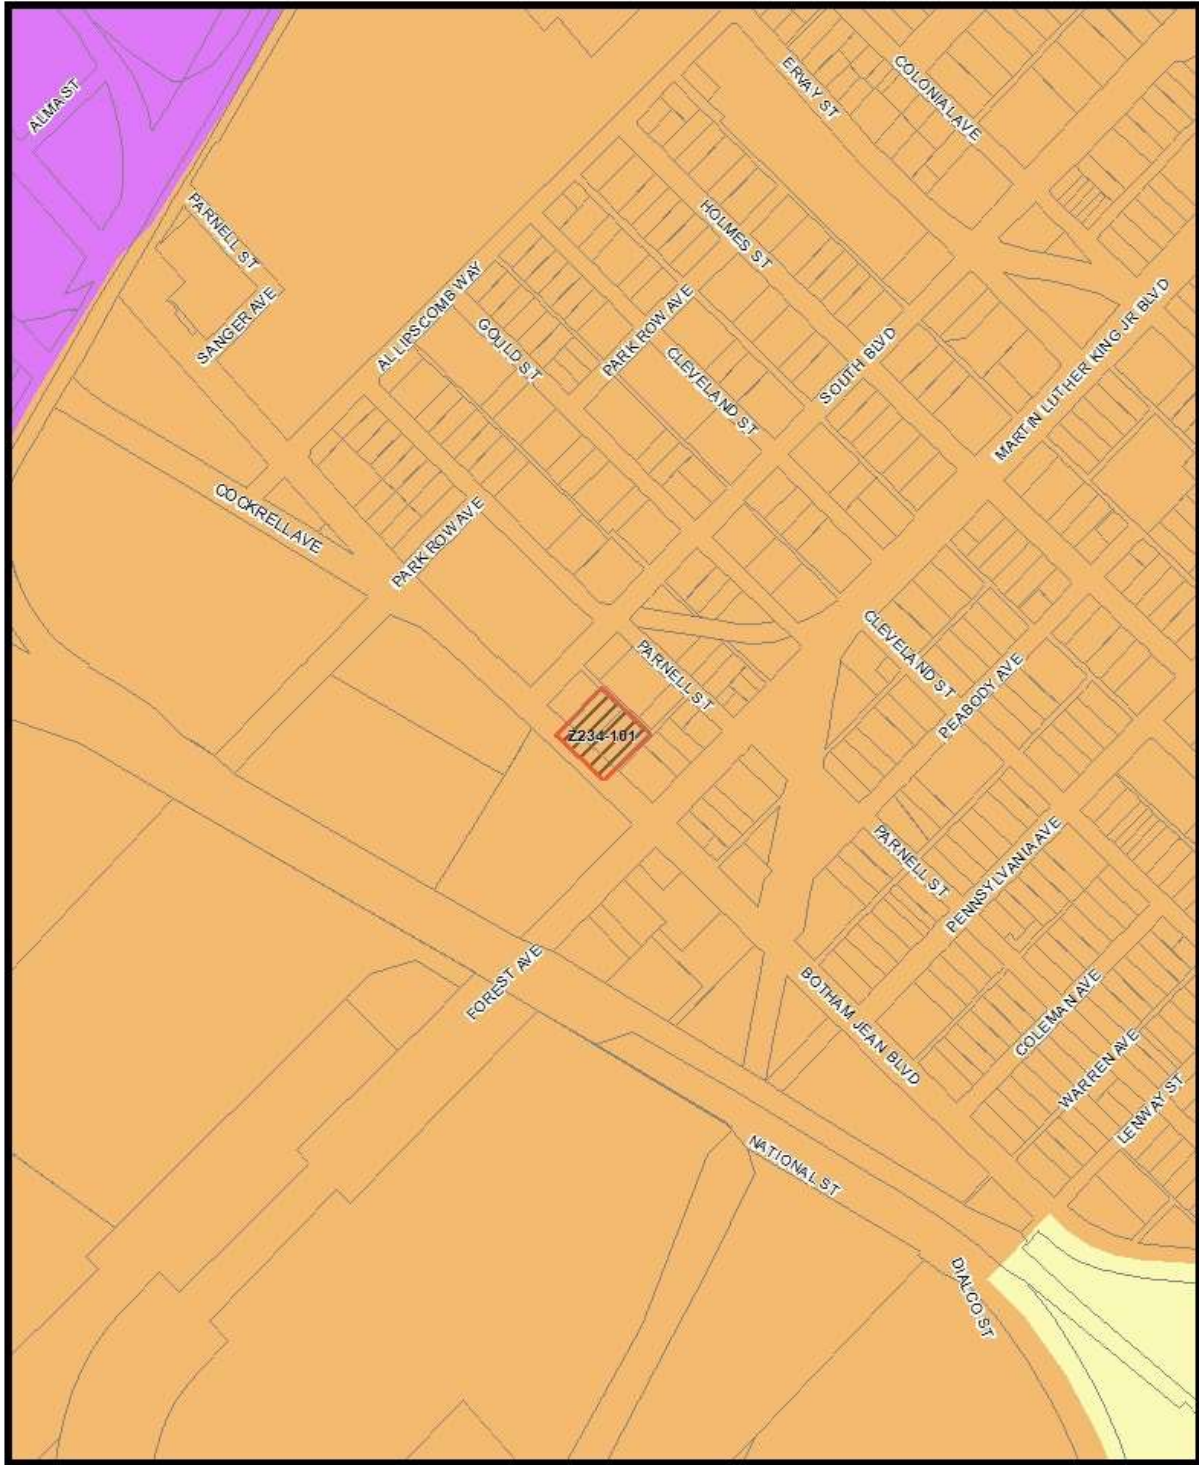 ALMA ST
ERVAY ST
COLONIAL AVE
PARNELL ST
HOLMES ST
SANGER AVE
AL LIPSCOMB WAY
GOULD ST
PARK ROW AVE
CLEVELAND ST
SOUTH BLVD
MARTIN LUTHER KING JR BLVD
COCKRELL AVE
PARK ROW AVE
PARNELL ST
CLEVELAND ST
PEABODY AVE
Z234-101
PARNELL ST
PENNSYLVANIA AVE
FOREST AVE
BOTHAM JEAN BLVD
COLEMAN AVE
WARREN AVE
LENWAY ST
NATIONAL ST
DIALCO ST